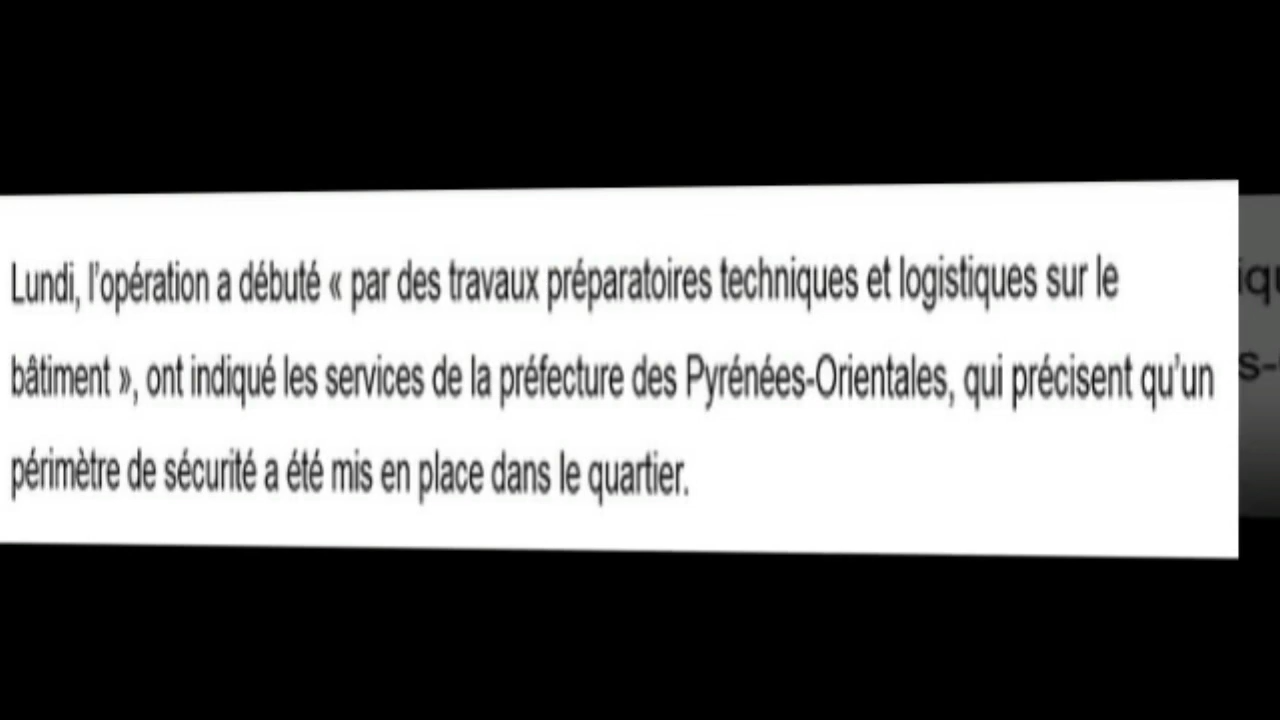 Lundi, l'opération a débuté « par des travaux préparatoires techniques et logistiques sur le
bâtiment », ont indiqué les services de la préfecture des Pyrénées-Orientales, qui précisent qu'un
périmètre de sécurité a été mis en place dans le quartier.